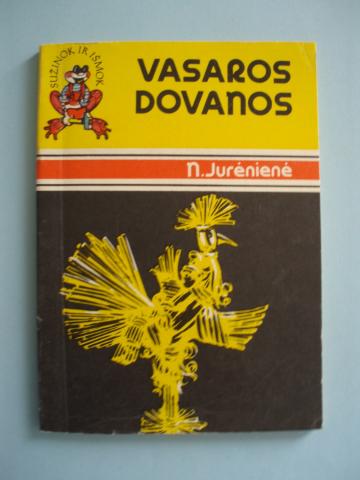 SUŽINOK IR IŠMOK
VASAROS
DOVANOS
N. Jurėnienė